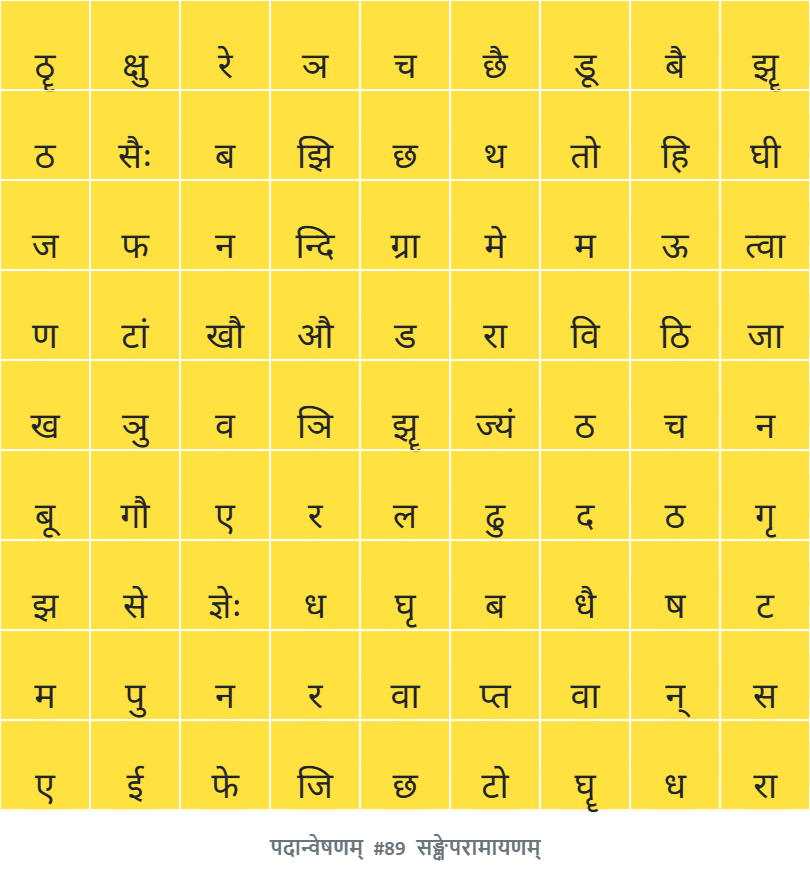 ठॄ क्षु रे ञ च छै डू बै झॄ
ठ सैः ब झि छ थ तो हि घी
ज फ न न्दि ग्रा मे म ऊ त्वा
ण टां खौ औ ड रा वि ठि जा
ख ञु व ञि झॄ ज्यं ठ च न
बू गौ ए र ल ढु द ठ गृ
झ से ज्ञेः ध घृ ब धै ष ट
म पु न र वा प्त वा न् स
ए ई फे जि छ टो घॄ ध रा
पदान्वेषणम् #89 सङ्क्षेपरामायणम्